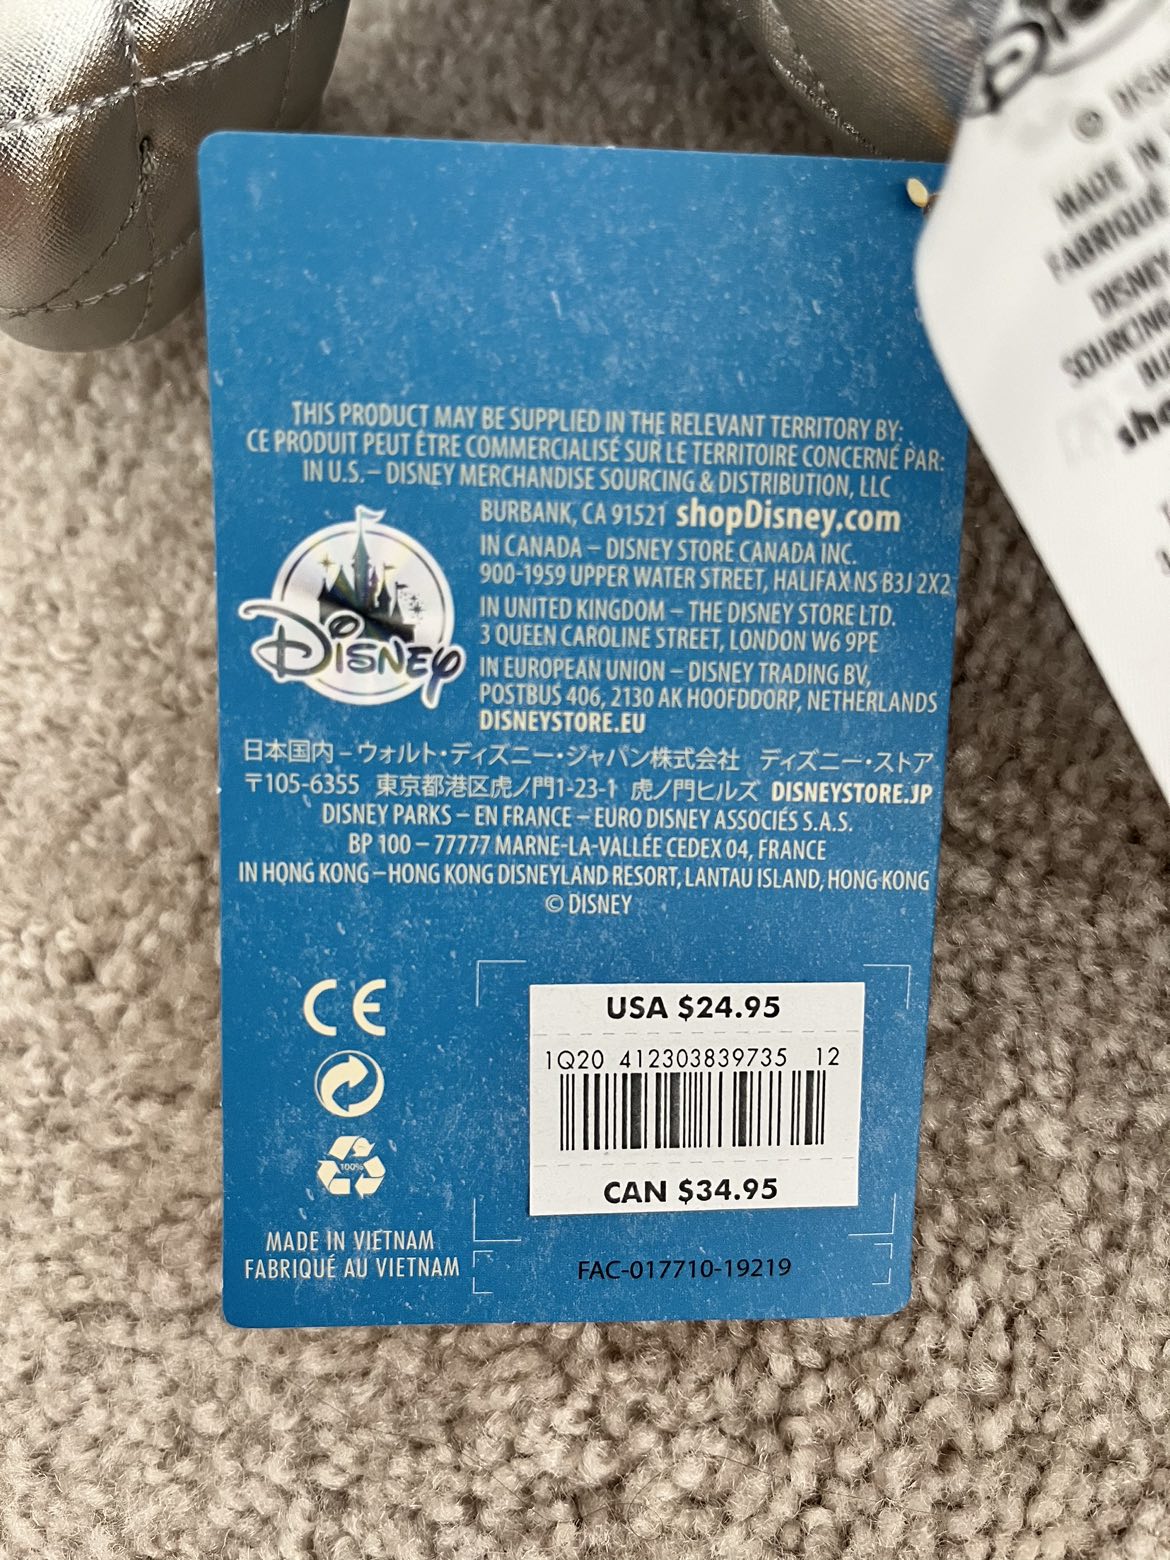 THIS PRODUCT MAY BE SUPPLIED IN THE RELEVANT TERRITORY BY:
CE PRODUIT PEUT ÊTRE COMMERCIALISÉ SUR LE TERRITOIRE CONCERNÉ PAR:
IN U.S. – DISNEY MERCHANDISE SOURCING & DISTRIBUTION, LLC
BURBANK, CA 91521 shopDisney.com
IN CANADA – DISNEY STORE CANADA INC.
900-1959 UPPER WATER STREET, HALIFAX NS B3J 2X2
IN UNITED KINGDOM – THE DISNEY STORE LTD.
3 QUEEN CAROLINE STREET, LONDON W6 9PE
IN EUROPEAN UNION – DISNEY TRADING BV,
POSTBUS 406, 2130 AK HOOFDDORP, NETHERLANDS
DISNEYSTORE.EU
Disney
日本国内 – ウォルト・ディズニー・ジャパン株式会社 ディズニー・ストア
〒105-6355 東京都港区虎ノ門1-23-1 虎ノ門ヒルズ DISNEYSTORE.JP
DISNEY PARKS – EN FRANCE – EURO DISNEY ASSOCIÉS S.A.S.
BP 100 – 77777 MARNE-LA-VALLÉE CEDEX 04, FRANCE
IN HONG KONG – HONG KONG DISNEYLAND RESORT, LANTAU ISLAND, HONG KONG
© DISNEY
CE
100%
MADE IN VIETNAM
FABRIQUÉ AU VIETNAM
USA $24.95
1Q20 412303839735 12
CAN $34.95
FAC-017710-19219
MADE
FABRIQUÉ
DISNEY
SOURCING